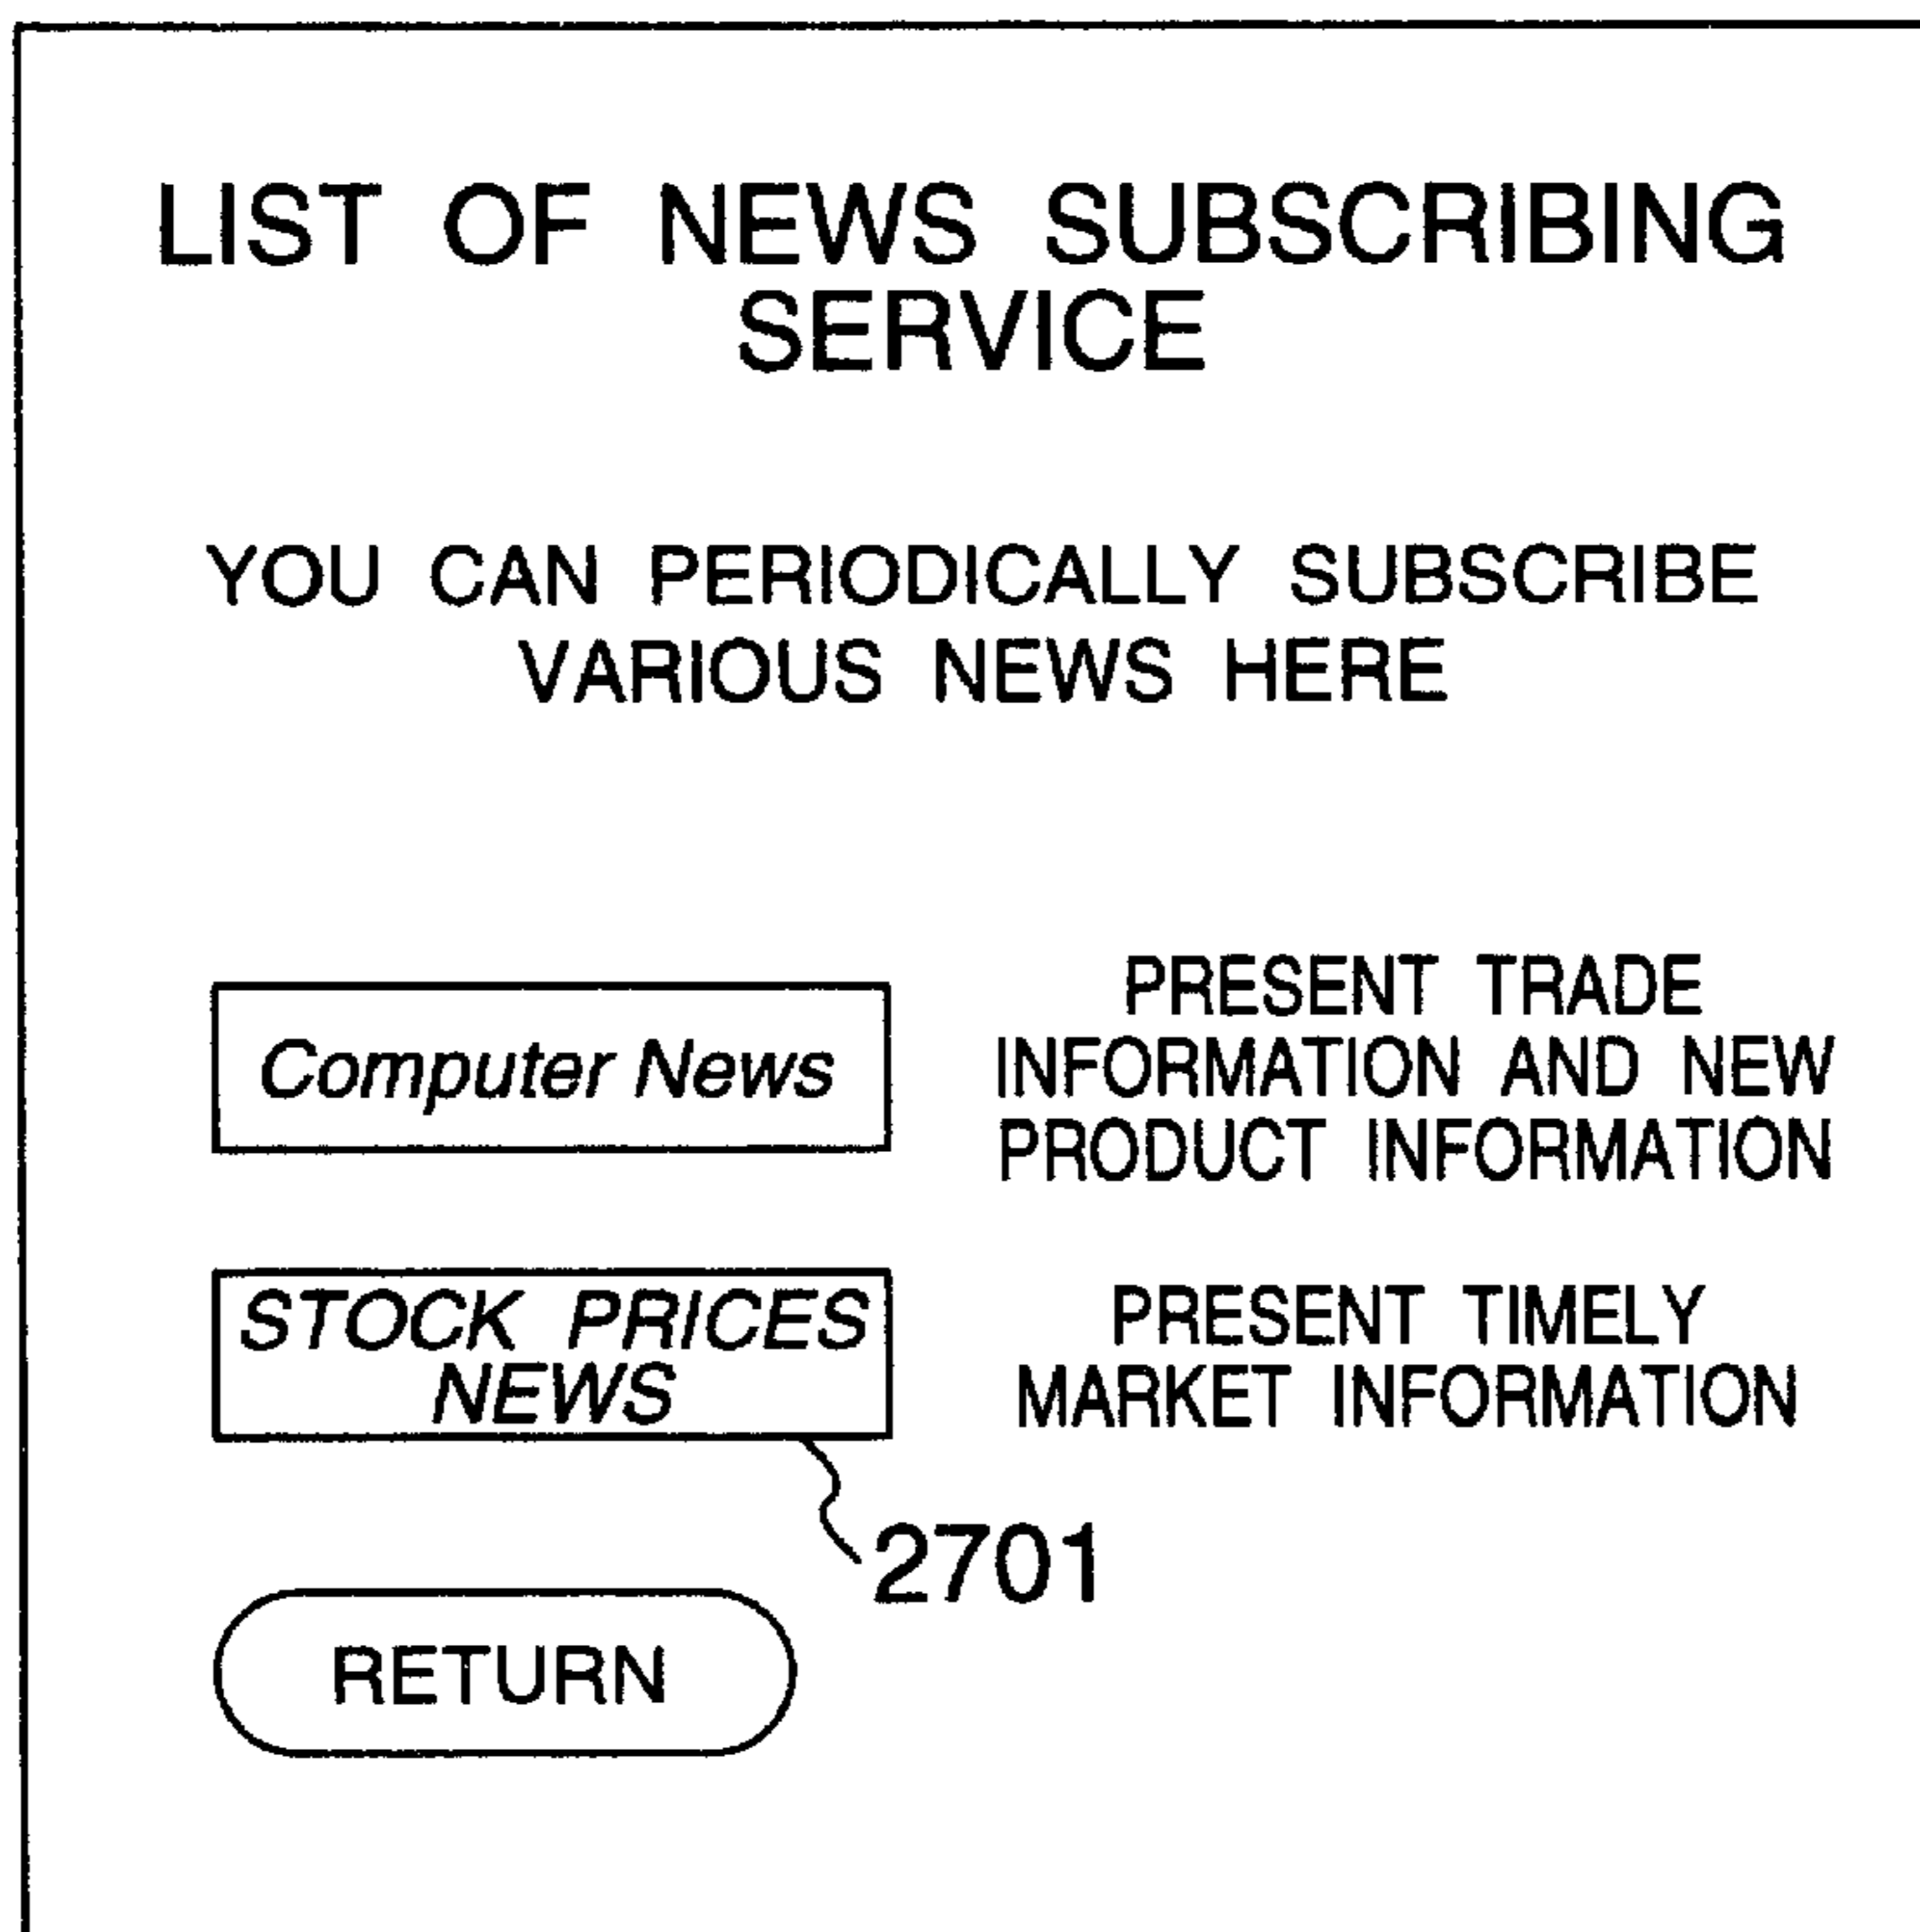 LIST OF NEWS SUBSCRIBING
SERVICE
YOU CAN PERIODICALLY SUBSCRIBE
VARIOUS NEWS HERE
Computer News
PRESENT TRADE
INFORMATION AND NEW
PRODUCT INFORMATION
STOCK PRICES
NEWS
PRESENT TIMELY
MARKET INFORMATION
2701
RETURN